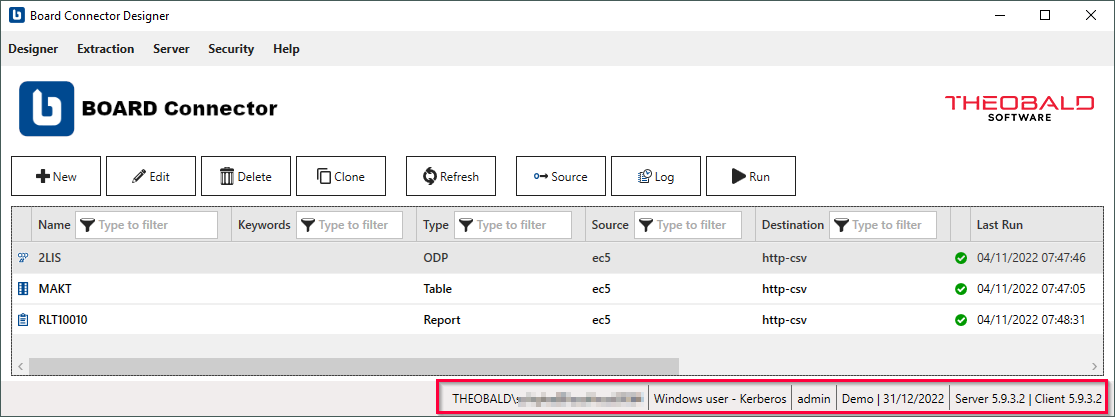 Board Connector Designer
Designer Extraction Server Security Help
BOARD Connector
THEOBALD
SOFTWARE
New Edit Delete Clone Refresh Source Log Run
Name Type to filter Keywords Type to filter Type Type to filter Source Type to filter Destination Type to filter Last Run
2LIS ODP ec5 http-csv 04/11/2022 07:47:46
MAKT Table ec5 http-csv 04/11/2022 07:47:05
RLT10010 Report ec5 http-csv 04/11/2022 07:48:31
THEOBALD\ Windows user - Kerberos admin Demo | 31/12/2022 Server 5.9.3.2 | Client 5.9.3.2